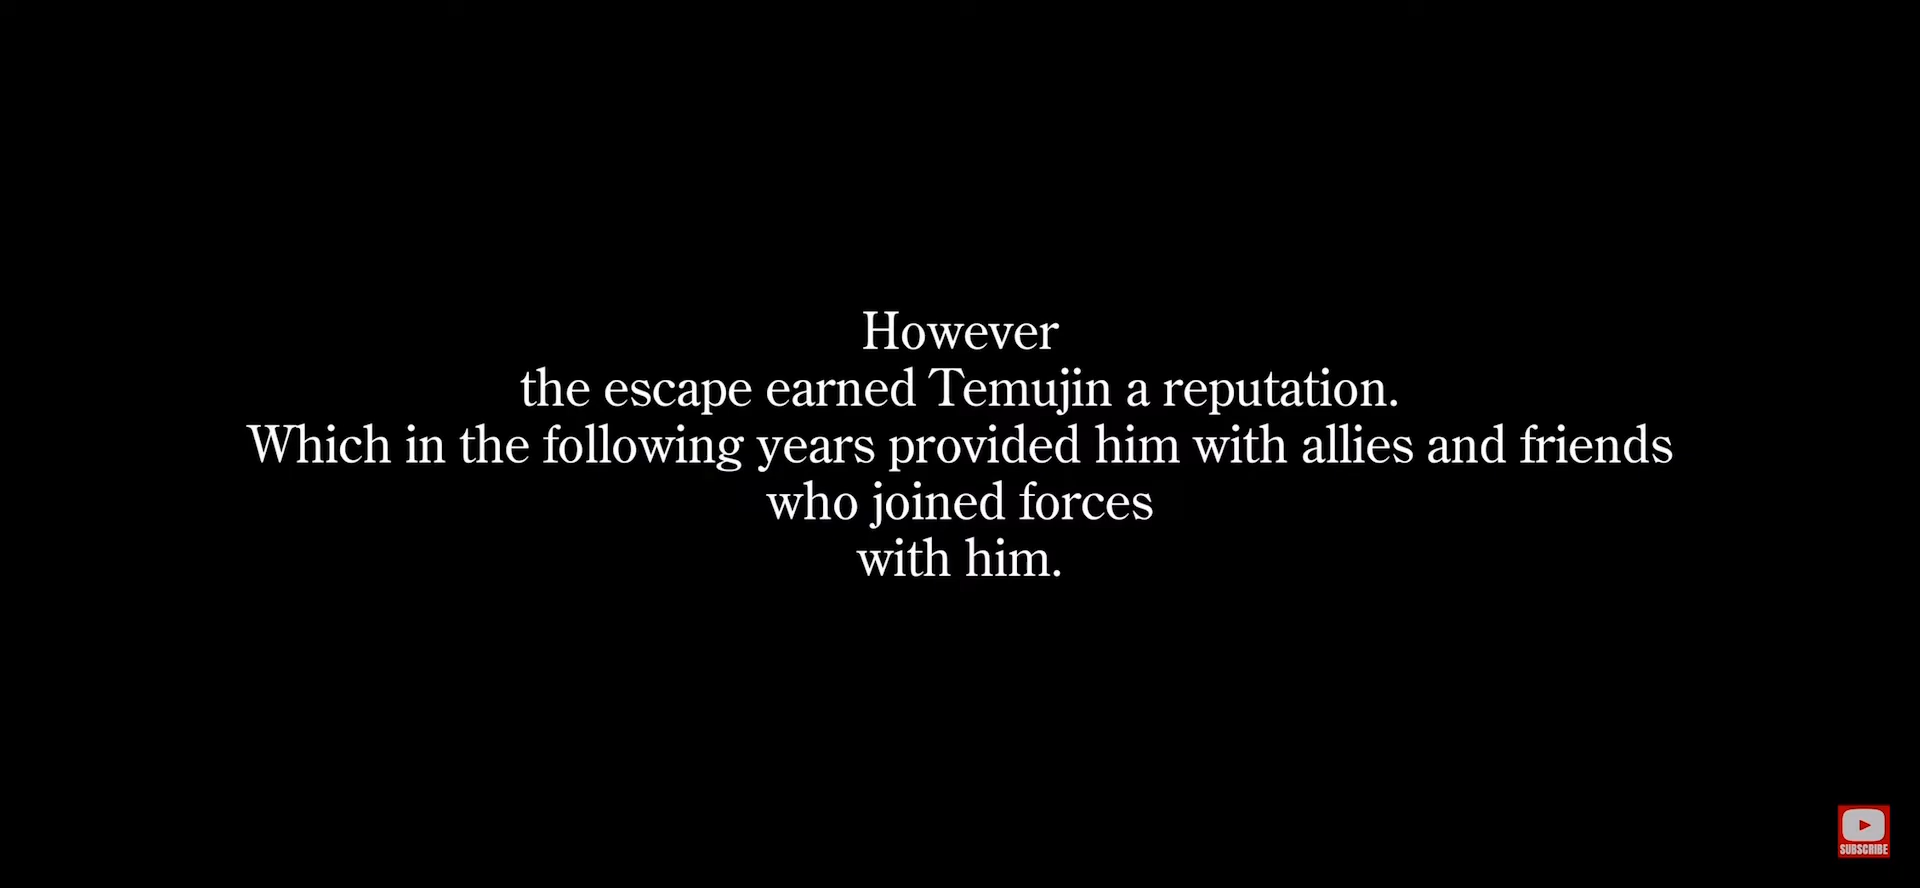 However
the escape earned Temujin a reputation.
Which in the following years provided him with allies and friends
who joined forces
with him.
SUBSCRIBE